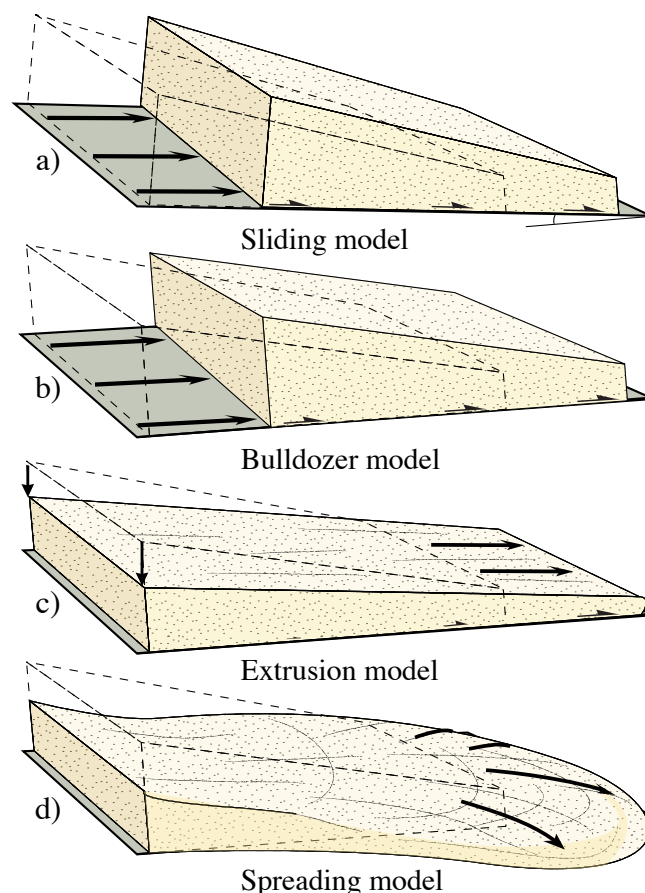 a)
Sliding model
b)
Bulldozer model
c)
Extrusion model
d)
Spreading model